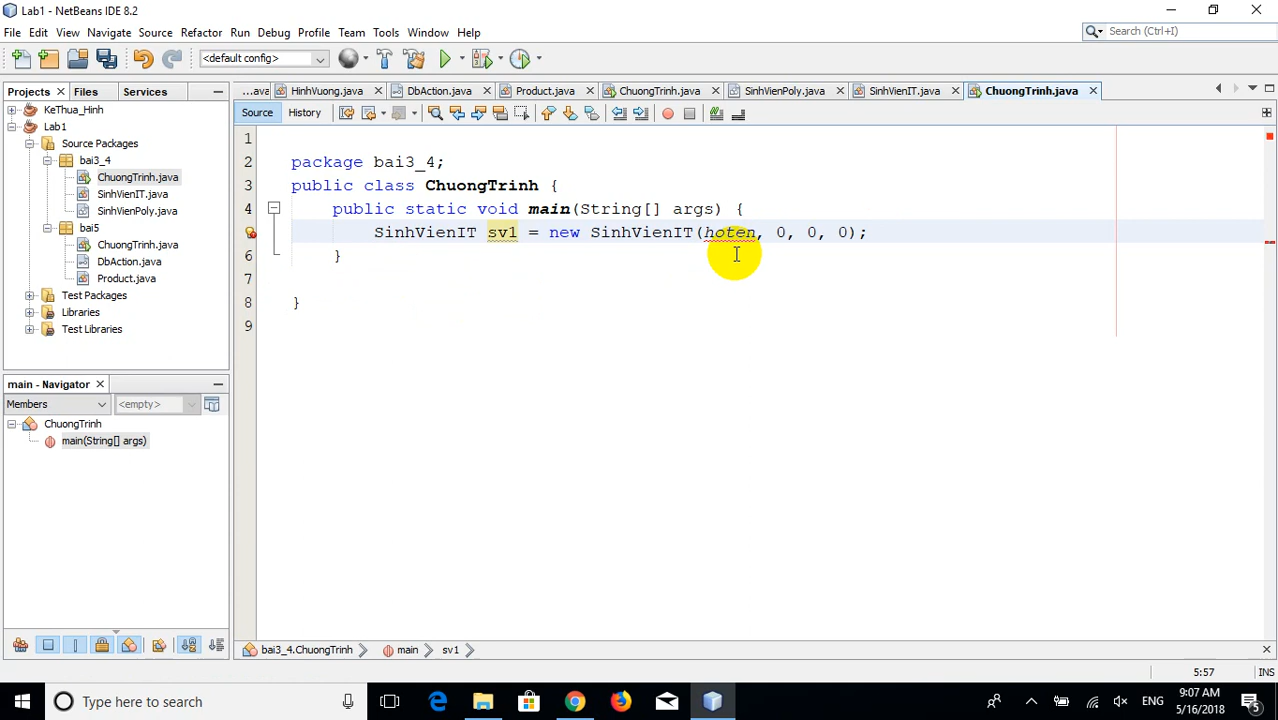 Lab1 - NetBeans IDE 8.2
File Edit View Navigate Source Refactor Run Debug Profile Team Tools Window Help
Search (Ctrl+I)
<default config>
Projects Files Services
...ava HinhVuong.java DbAction.java Product.java ChuongTrinh.java SinhVienPoly.java SinhVienIT.java ChuongTrinh.java
Source History
KeThua_Hinh
Lab1
Source Packages
bai3_4
ChuongTrinh.java
SinhVienIT.java
SinhVienPoly.java
bai5
ChuongTrinh.java
DbAction.java
Product.java
Test Packages
Libraries
Test Libraries
1
2 package bai3_4;
3 public class ChuongTrinh {
4 public static void main(String[] args) {
SinhVienIT sv1 = new SinhVienIT(hoten, 0, 0, 0);
6 }
7
8 }
9
main - Navigator
Members <empty>
ChuongTrinh
main(String[] args)
bai3_4.ChuongTrinh main sv1
5:57 INS
Type here to search
ENG
9:07 AM
5/16/2018
5